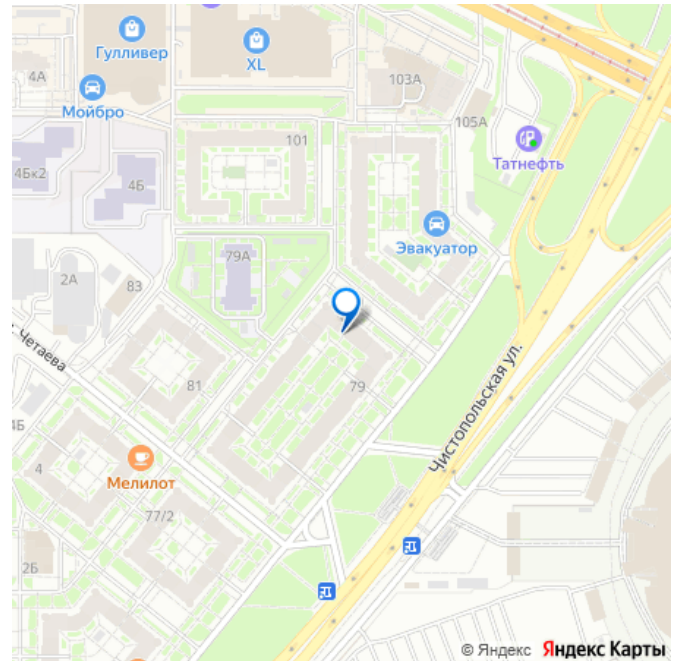 Гулливер
XL
4А
103А
Мойбро
105А
101
Татнефть
4Бк2
4Б
Эвакуатор
79А
2А
83
Четаева
81
79
Чистопольская ул.
4Б
4
Мелилот
77/2
2Б
© Яндекс Яндекс Карты